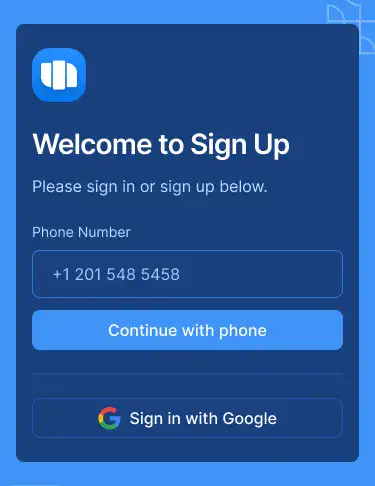 Welcome to Sign Up
Please sign in or sign up below.
Phone Number
+1 201 548 5458
Continue with phone
Sign in with Google